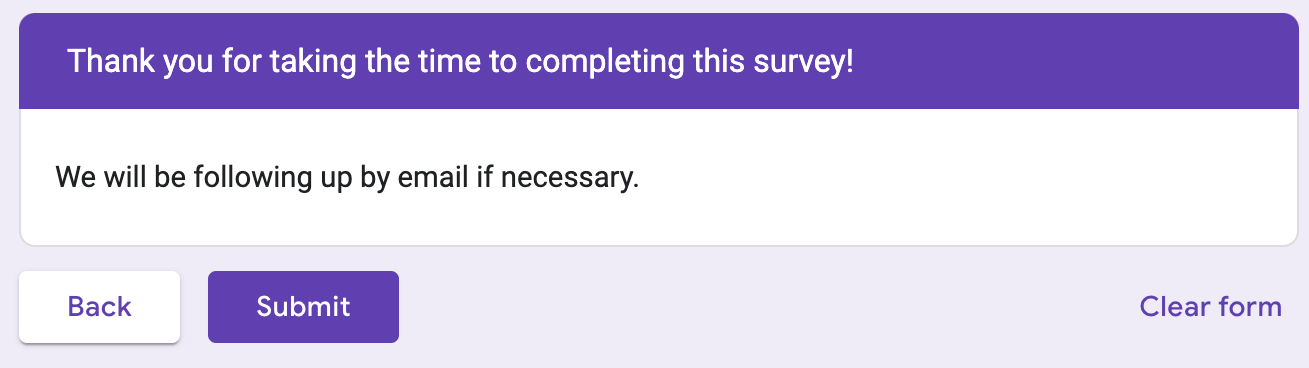 Thank you for taking the time to completing this survey!
We will be following up by email if necessary.
Back Submit Clear form